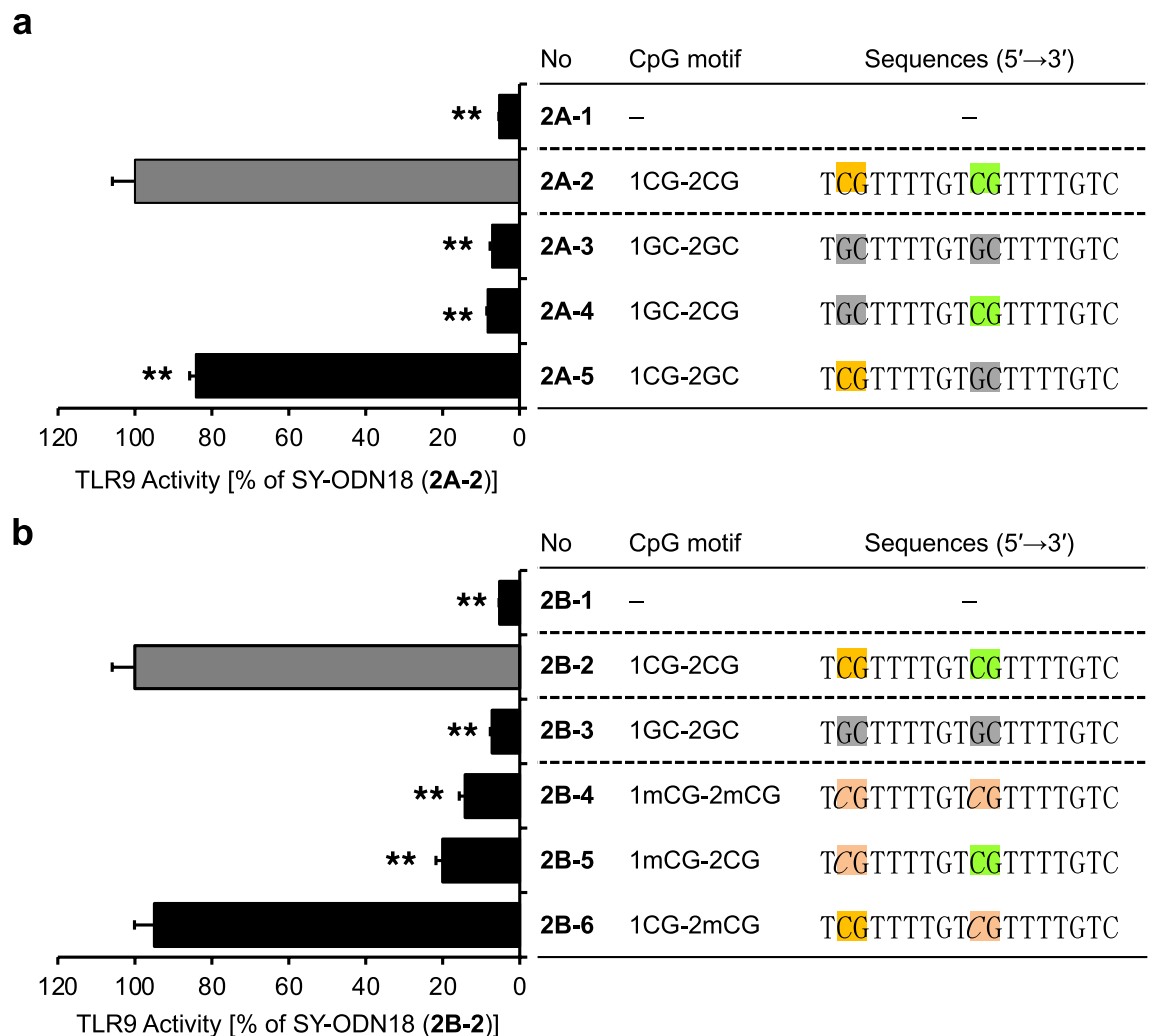 a
No CpG motif Sequences (5′→3′)
** 2A-1 – –
2A-2 1CG-2CG TCGTTTTGTCGTTTTGTC
** 2A-3 1GC-2GC TGCTTTTGTGCTTTTGTC
** 2A-4 1GC-2CG TGCTTTTGTCGTTTTGTC
** 2A-5 1CG-2GC TCGTTTTGTGCTTTTGTC
120 100 80 60 40 20 0
TLR9 Activity [% of SY-ODN18 (2A-2)]
b
No CpG motif Sequences (5′→3′)
** 2B-1 – –
2B-2 1CG-2CG TCGTTTTGTCGTTTTGTC
** 2B-3 1GC-2GC TGCTTTTGTGCTTTTGTC
** 2B-4 1mCG-2mCG TCGTTTTGTCGTTTTGTC
** 2B-5 1mCG-2CG TCGTTTTGTCGTTTTGTC
2B-6 1CG-2mCG TCGTTTTGTCGTTTTGTC
120 100 80 60 40 20 0
TLR9 Activity [% of SY-ODN18 (2B-2)]